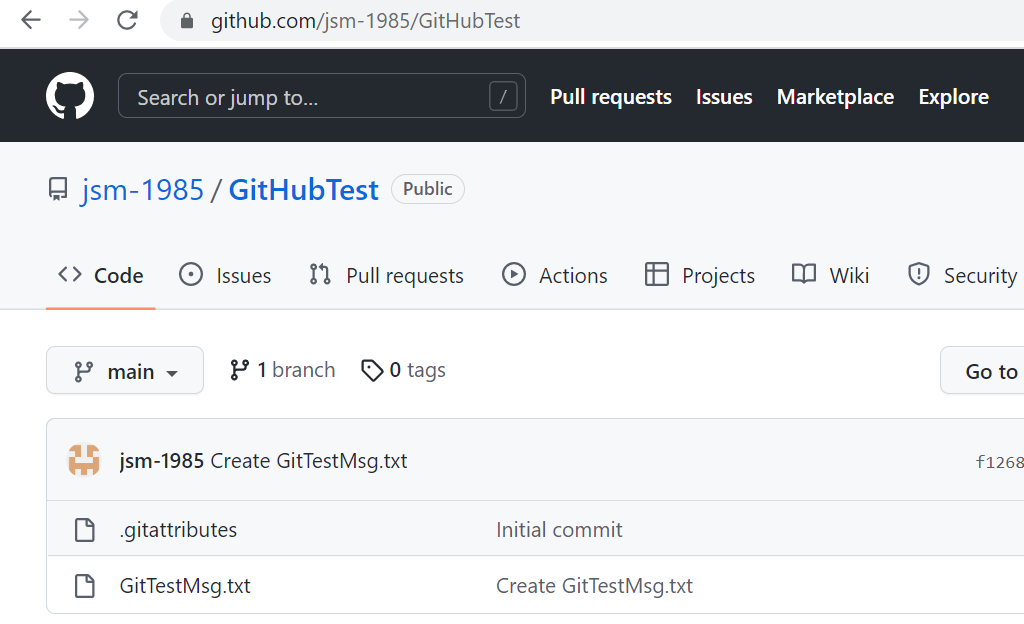 github.com/jsm-1985/GitHubTest
Search or jump to... / Pull requests Issues Marketplace Explore
jsm-1985 / GitHubTest Public
Code Issues Pull requests Actions Projects Wiki Security
main 1 branch 0 tags Go to
jsm-1985 Create GitTestMsg.txt f1268
.gitattributes Initial commit
GitTestMsg.txt Create GitTestMsg.txt